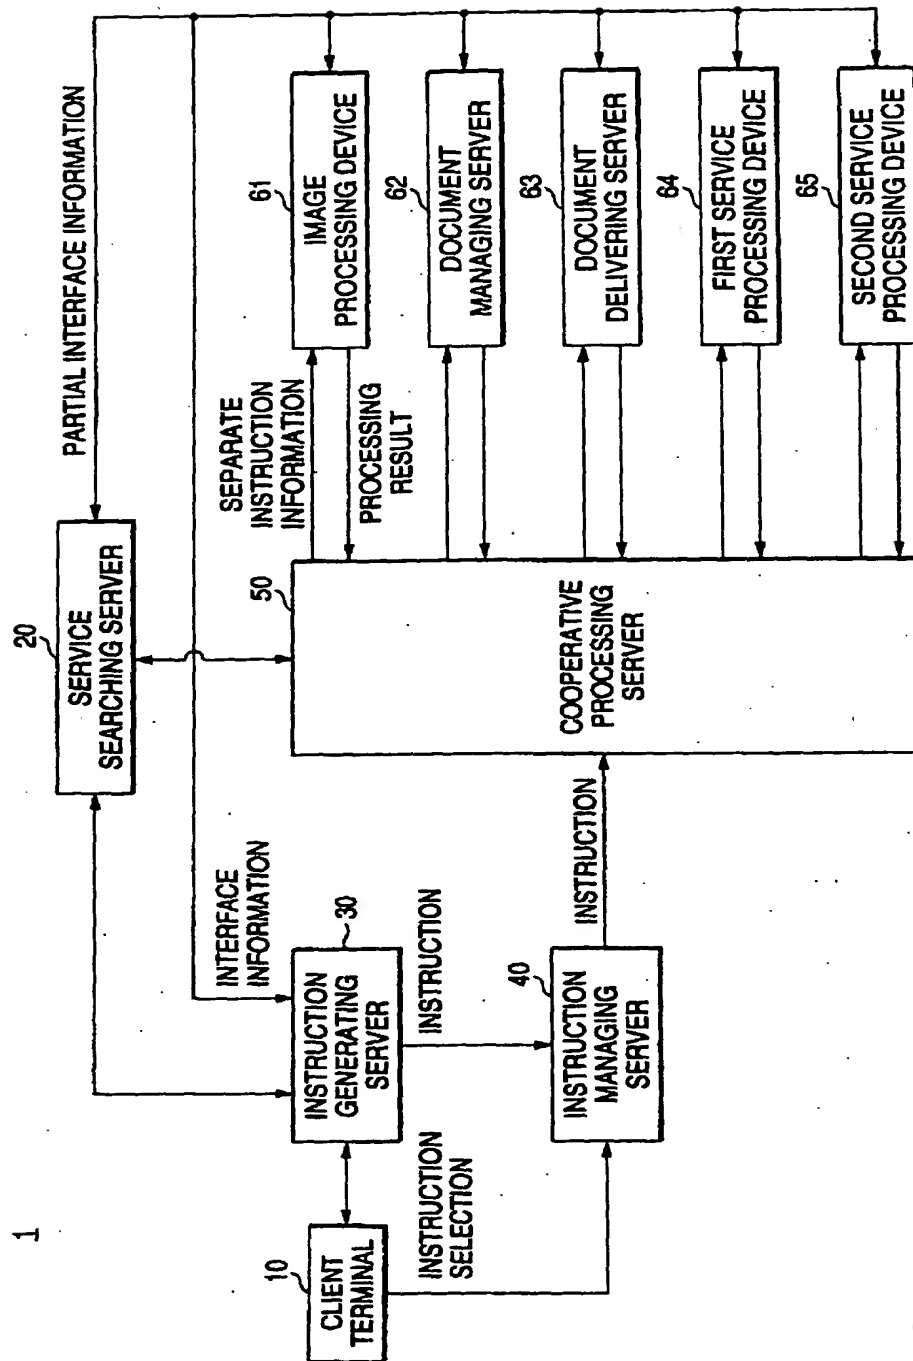 1
PARTIAL INTERFACE INFORMATION
20
SERVICE
SEARCHING SERVER
INTERFACE
INFORMATION
10
CLIENT
TERMINAL
30
INSTRUCTION
GENERATING
SERVER
INSTRUCTION
INSTRUCTION
SELECTION
40
INSTRUCTION
MANAGING
SERVER
INSTRUCTION
50
COOPERATIVE
PROCESSING
SERVER
SEPARATE
INSTRUCTION
INFORMATION
PROCESSING
RESULT
61
IMAGE
PROCESSING DEVICE
62
DOCUMENT
MANAGING SERVER
63
DOCUMENT
DELIVERING SERVER
64
FIRST SERVICE
PROCESSING DEVICE
65
SECOND SERVICE
PROCESSING DEVICE